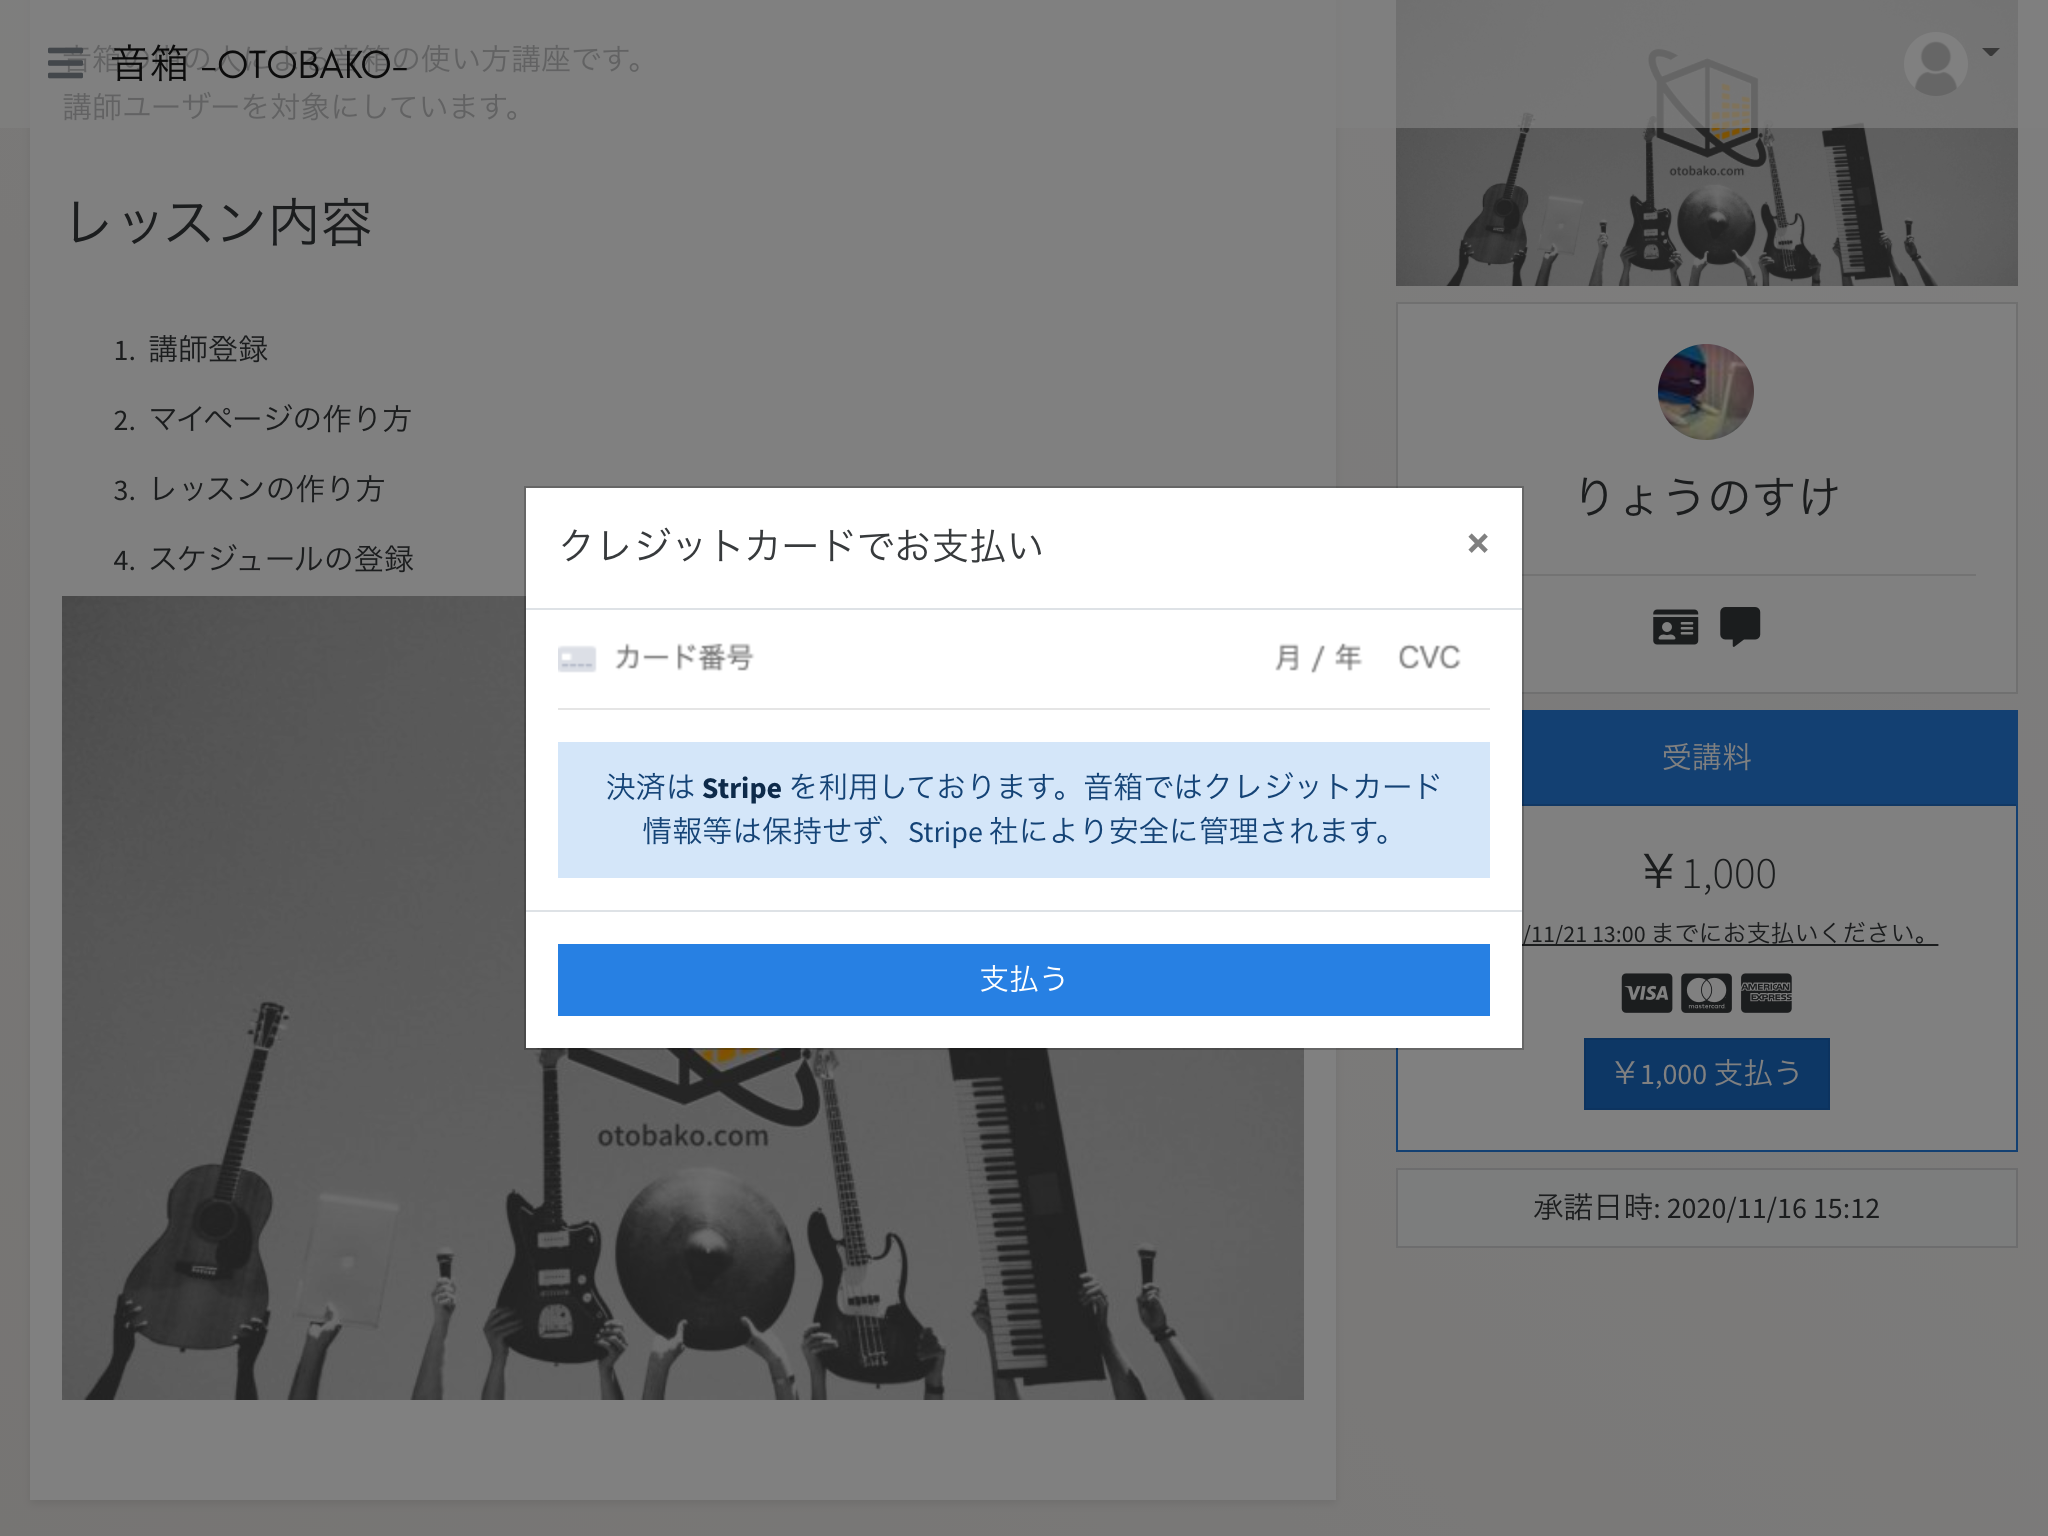 音箱 -OTOBAKO-
の使い方講座です。
講師ユーザーを対象にしています。
レッスン内容
1. 講師登録
2. マイページの作り方
3. レッスンの作り方
4. スケジュールの登録
otobako.com
otobako.com
りょうのすけ
クレジットカードでお支払い
×
カード番号
月 / 年 CVC
決済は Stripe を利用しております。音箱ではクレジットカード
情報等は保持せず、Stripe 社により安全に管理されます。
支払う
受講料
￥1,000
/11/21 13:00 までにお支払いください。
VISA mastercard AMERICAN EXPRESS
￥1,000 支払う
承諾日時: 2020/11/16 15:12